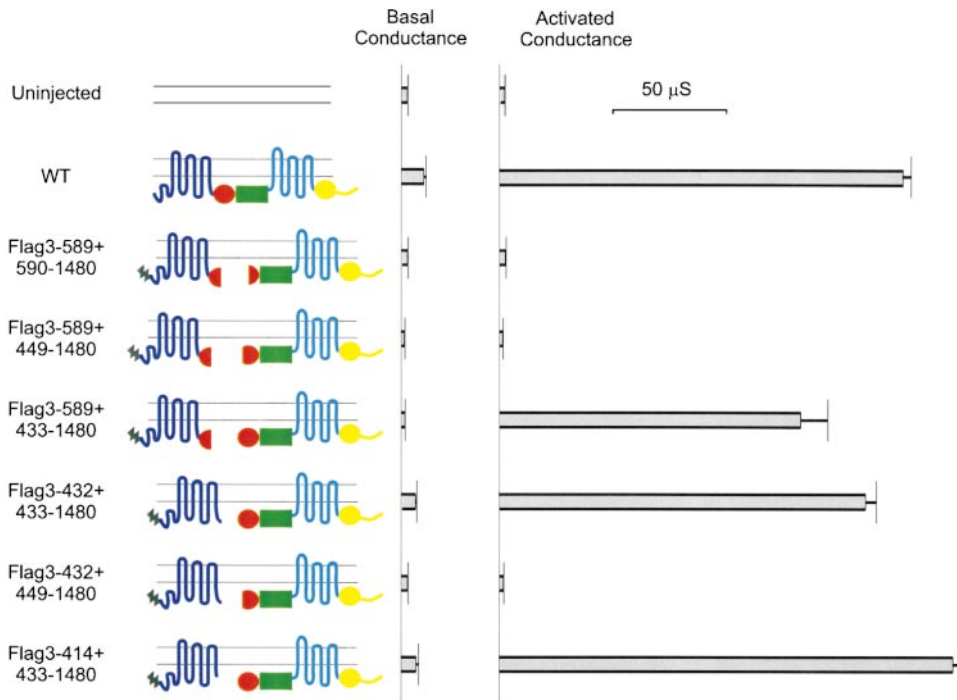 Basal
Conductance
Activated
Conductance
Uninjected
50 µS
WT
Flag3-589+
590-1480
Flag3-589+
449-1480
Flag3-589+
433-1480
Flag3-432+
433-1480
Flag3-432+
449-1480
Flag3-414+
433-1480